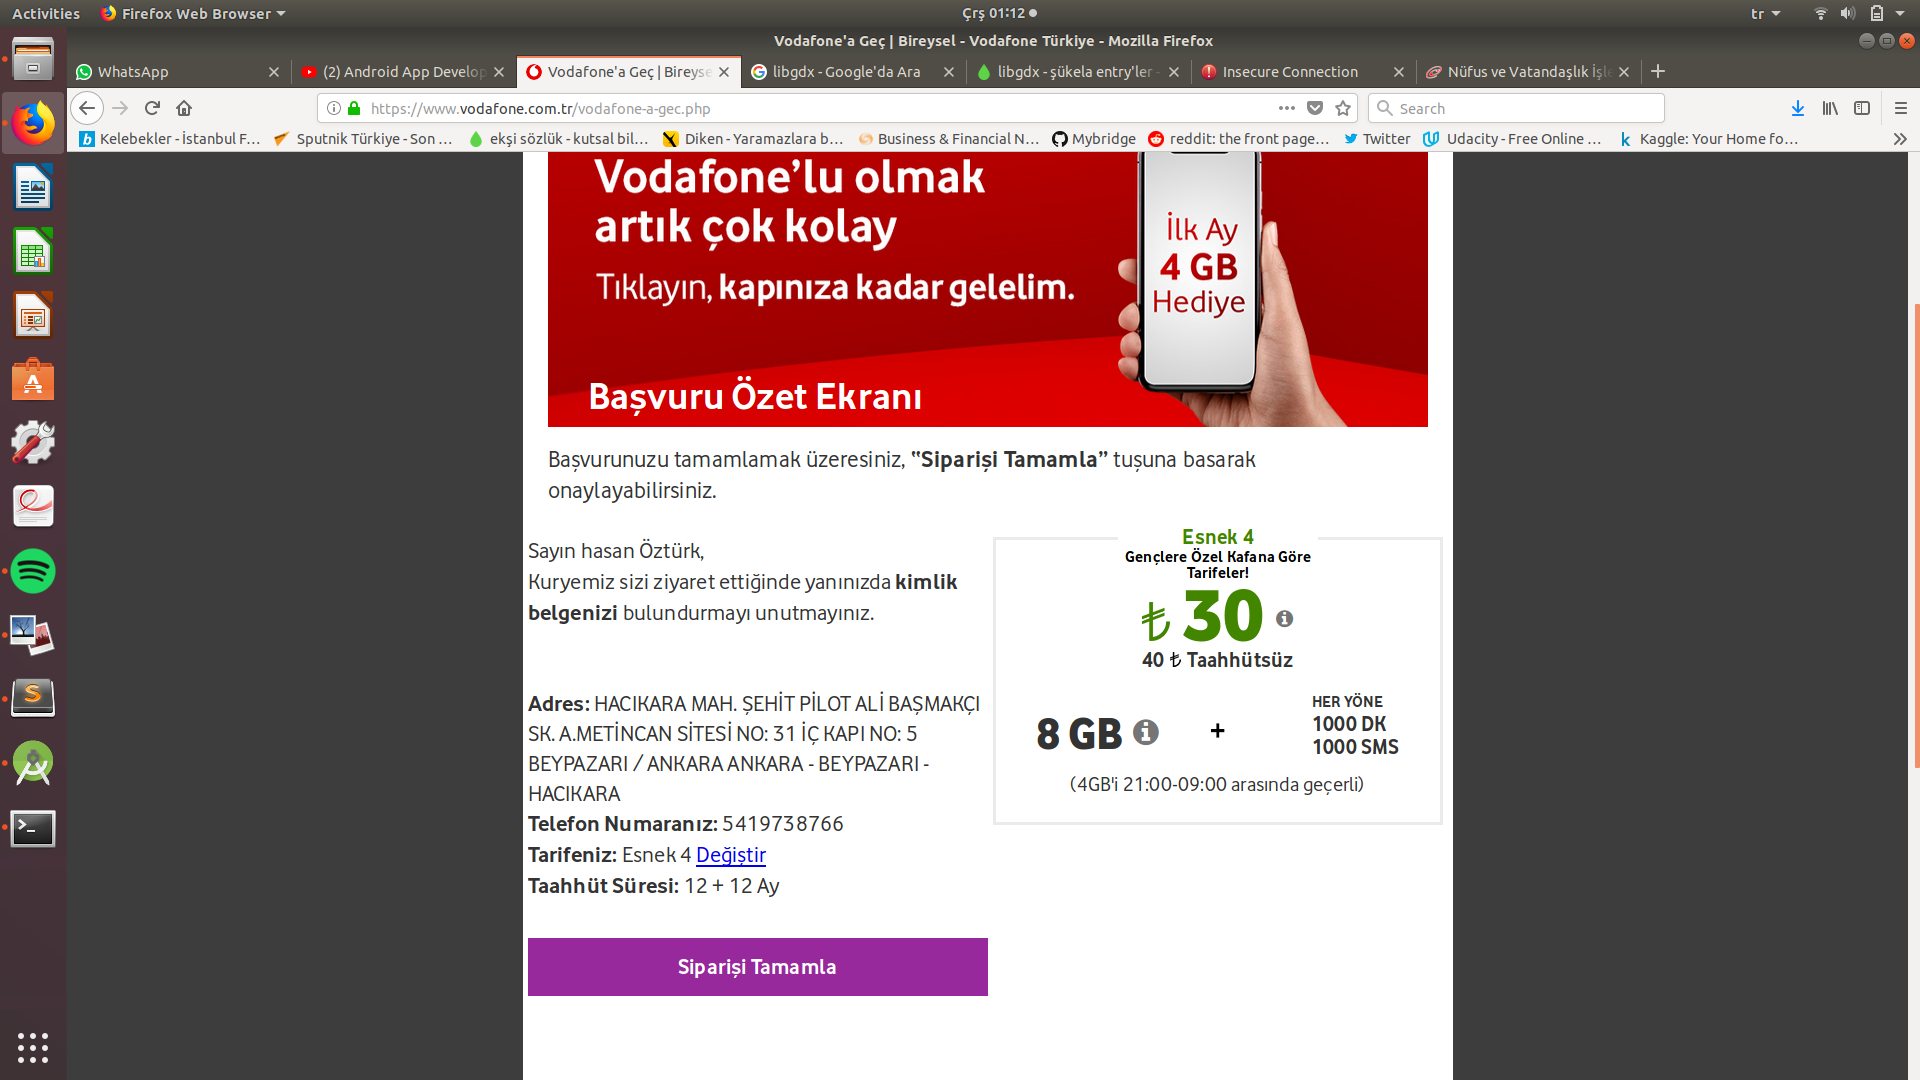 Activities
Firefox Web Browser
Çrş 01:12
tr
Vodafone'a Geç | Bireysel - Vodafone Türkiye - Mozilla Firefox
WhatsApp
(2) Android App Develop
Vodafone'a Geç | Bireyse
libgdx - Google'da Ara
libgdx - şükela entry'ler -
Insecure Connection
Nüfus ve Vatandaşlık İşle
https://www.vodafone.com.tr/vodafone-a-gec.php
Search
Kelebekler - İstanbul F…
Sputnik Türkiye - Son …
ekşi sözlük - kutsal bil…
Diken - Yaramazlara b…
Business & Financial N…
Mybridge
reddit: the front page…
Twitter
Udacity - Free Online …
Kaggle: Your Home fo…
Vodafone'lu olmak
artık çok kolay
Tıklayın, kapınıza kadar gelelim.
İlk Ay
4 GB
Hediye
Başvuru Özet Ekranı
Başvurunuzu tamamlamak üzeresiniz, "Siparişi Tamamla" tuşuna basarak
onaylayabilirsiniz.
Sayın hasan Öztürk,
Kuryemiz sizi ziyaret ettiğinde yanınızda kimlik
belgenizi bulundurmayı unutmayınız.
Adres: HACIKARA MAH. ŞEHİT PİLOT ALİ BAŞMAKÇI
SK. A.METİNCAN SİTESİ NO: 31 İÇ KAPI NO: 5
BEYPAZARI / ANKARA ANKARA - BEYPAZARI -
HACIKARA
Telefon Numaranız: 5419738766
Tarifeniz: Esnek 4 Değiştir
Taahhüt Süresi: 12 + 12 Ay
Siparişi Tamamla
Esnek 4
Gençlere Özel Kafana Göre
Tarifeler!
₺ 30
40 ₺ Taahhütsüz
8 GB
+
HER YÖNE
1000 DK
1000 SMS
(4GB'i 21:00-09:00 arasında geçerli)